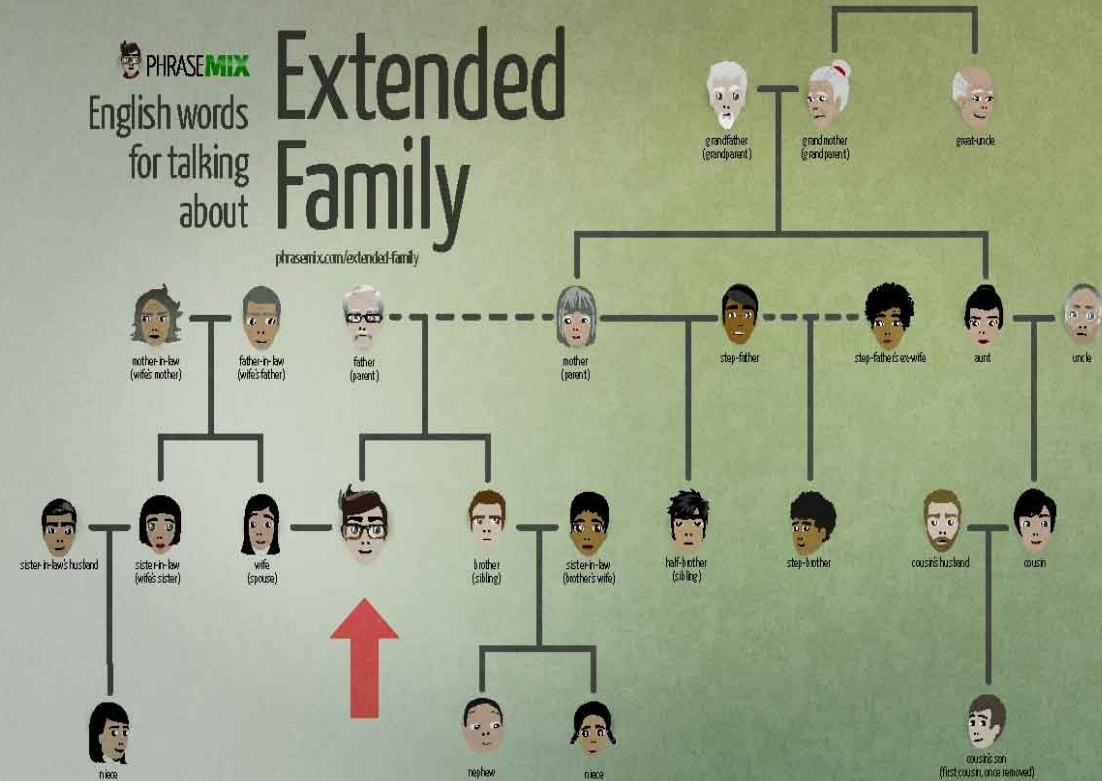 PHRASEMIX
English words
for talking
about
Extended
Family
phrasemix.com/extended-family
grandfather
(grandparent)
grandmother
(grandparent)
great-uncle
mother-in-law
(wife's mother)
father-in-law
(wife's father)
father
(parent)
mother
(parent)
step-father
step-father's ex-wife
aunt
uncle
sister-in-law's husband
sister-in-law
(wife's sister)
wife
(spouse)
brother
(sibling)
sister-in-law
(brother's wife)
half-brother
(sibling)
step-brother
cousin's husband
cousin
niece
nephew
niece
cousin's son
(first cousin, once removed)